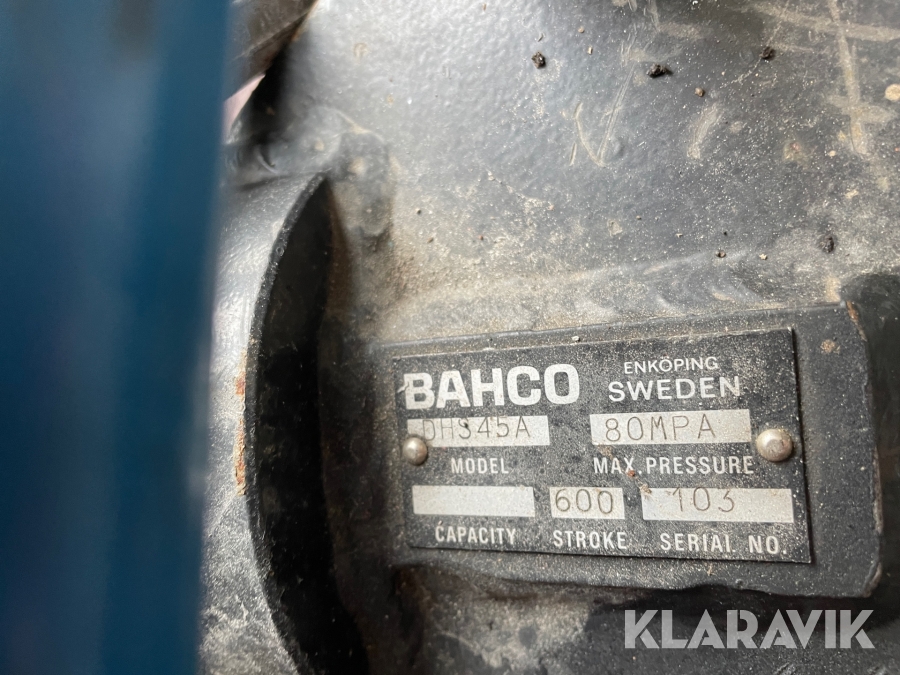 BAHCO
ENKÖPING
SWEDEN
DHS45A 80MPA
MODEL MAX.PRESSURE
600 103
CAPACITY STROKE SERIAL NO.
KLARAVIK